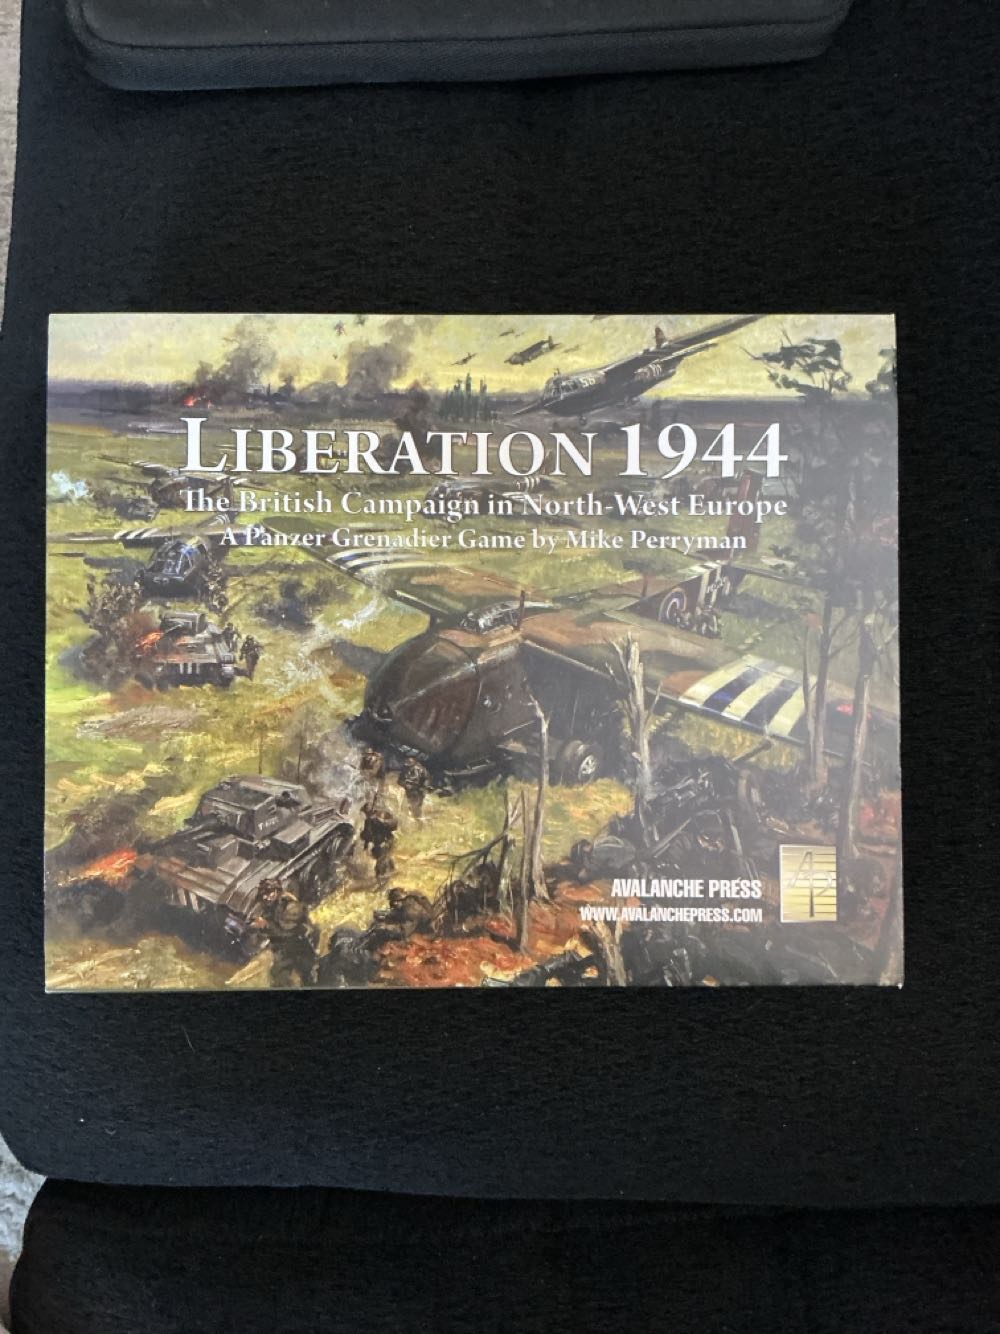 LIBERATION 1944
The British Campaign in North-West Europe
A Panzer Grenadier Game by Mike Perryman
AVALANCHE PRESS
WWW.AVALANCHEPRESS.COM